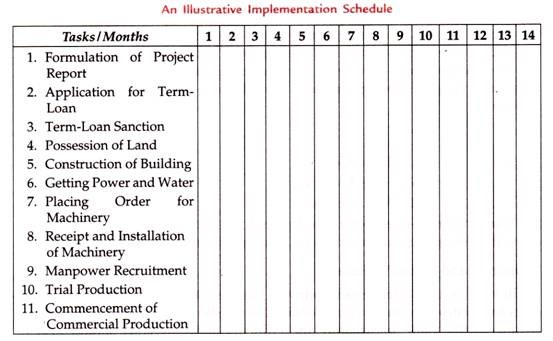 An Illustrative Implementation Schedule
Tasks/Months 1 2 3 4 5 6 7 8 9 10 11 12 13 14
1. Formulation of Project
Report
2. Application for Term-
Loan
3. Term-Loan Sanction
4. Possession of Land
5. Construction of Building
6. Getting Power and Water
7. Placing Order for
Machinery
8. Receipt and Installation
of Machinery
9. Manpower Recruitment
10. Trial Production
11. Commencement of
Commercial Production